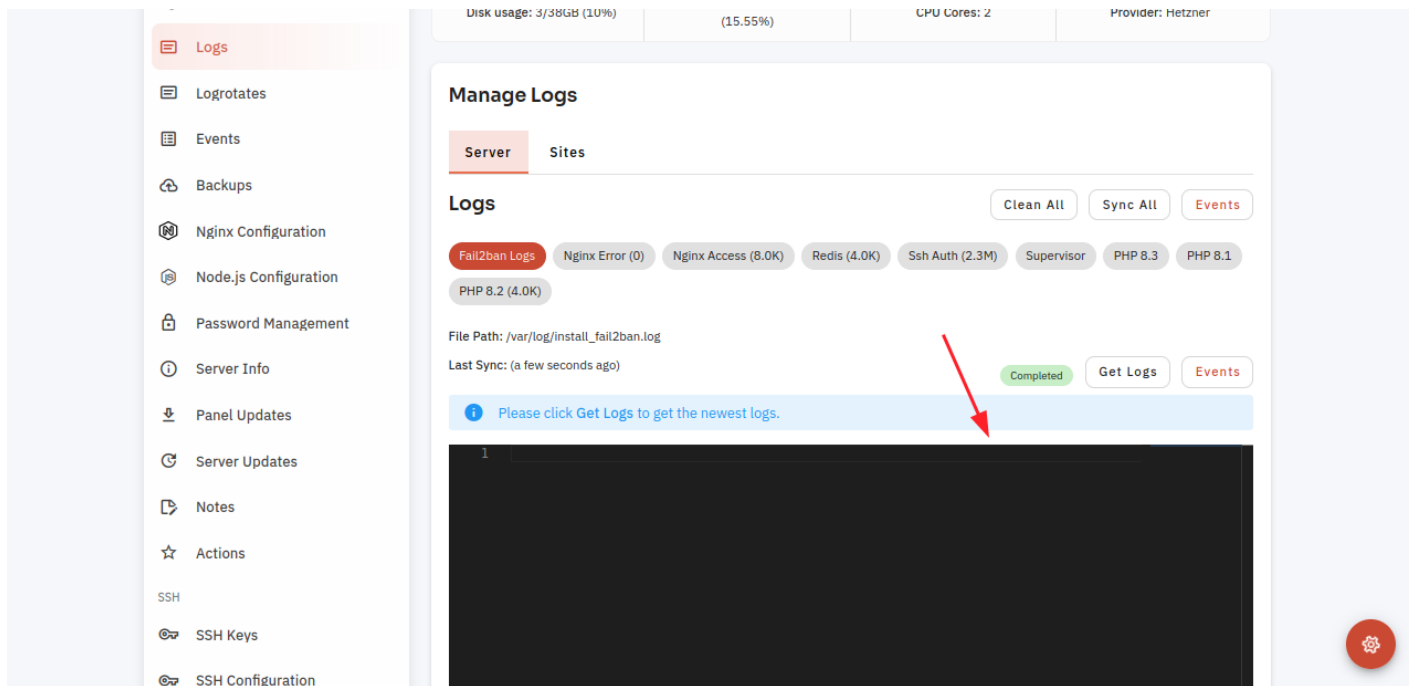 Disk usage: 3/38GB (10%)
(15.55%)
CPU Cores: 2
Provider: Hetzner
Logs
Logrotates
Events
Backups
Nginx Configuration
Node.js Configuration
Password Management
Server Info
Panel Updates
Server Updates
Notes
Actions
SSH
SSH Keys
SSH Configuration
Manage Logs
Server Sites
Logs
Clean All Sync All Events
Fail2ban Logs Nginx Error (0) Nginx Access (8.0K) Redis (4.0K) Ssh Auth (2.3M) Supervisor PHP 8.3 PHP 8.1
PHP 8.2 (4.0K)
File Path: /var/log/install_fail2ban.log
Last Sync: (a few seconds ago)
Completed Get Logs Events
Please click Get Logs to get the newest logs.
1